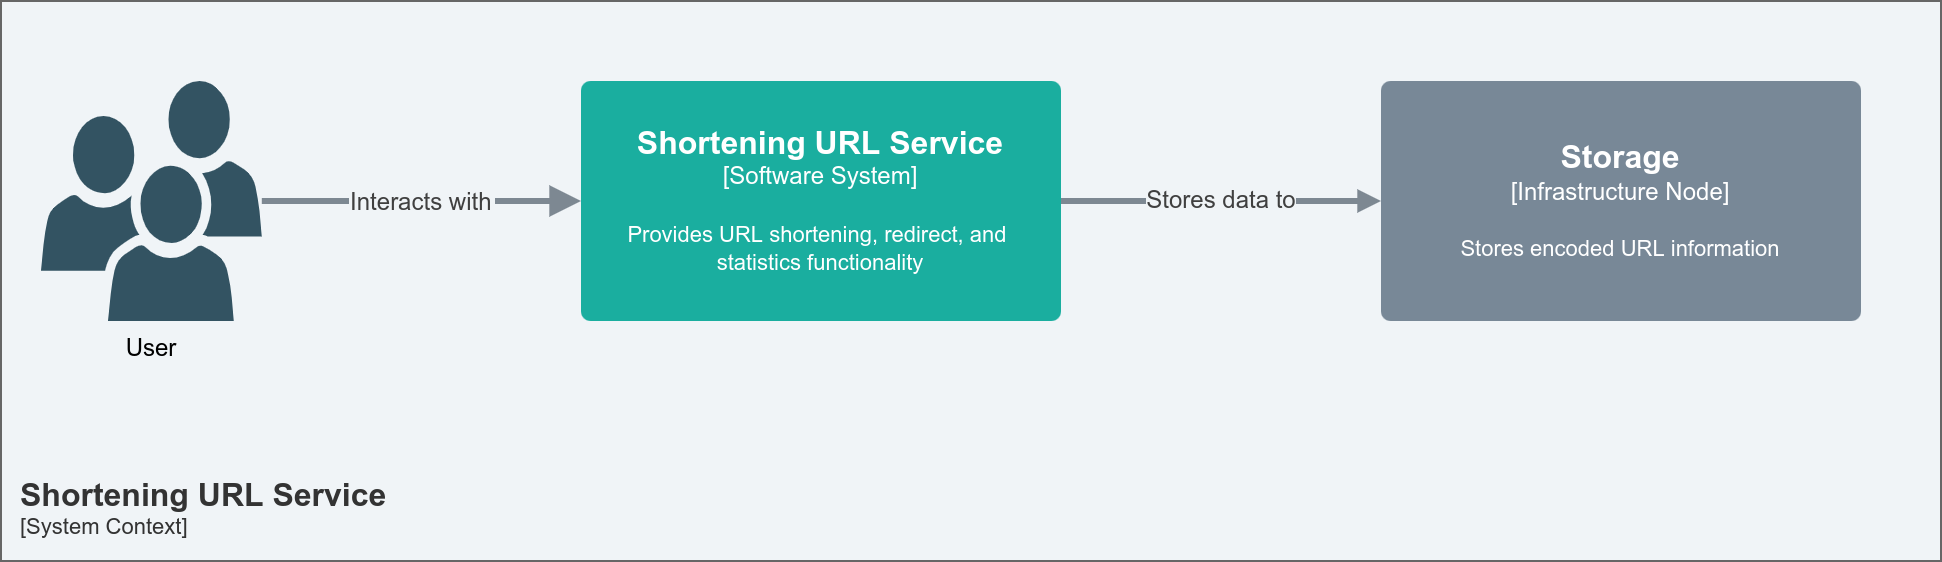 User
Interacts with
Shortening URL Service
[Software System]
Provides URL shortening, redirect, and
statistics functionality
Stores data to
Storage
[Infrastructure Node]
Stores encoded URL information
Shortening URL Service
[System Context]